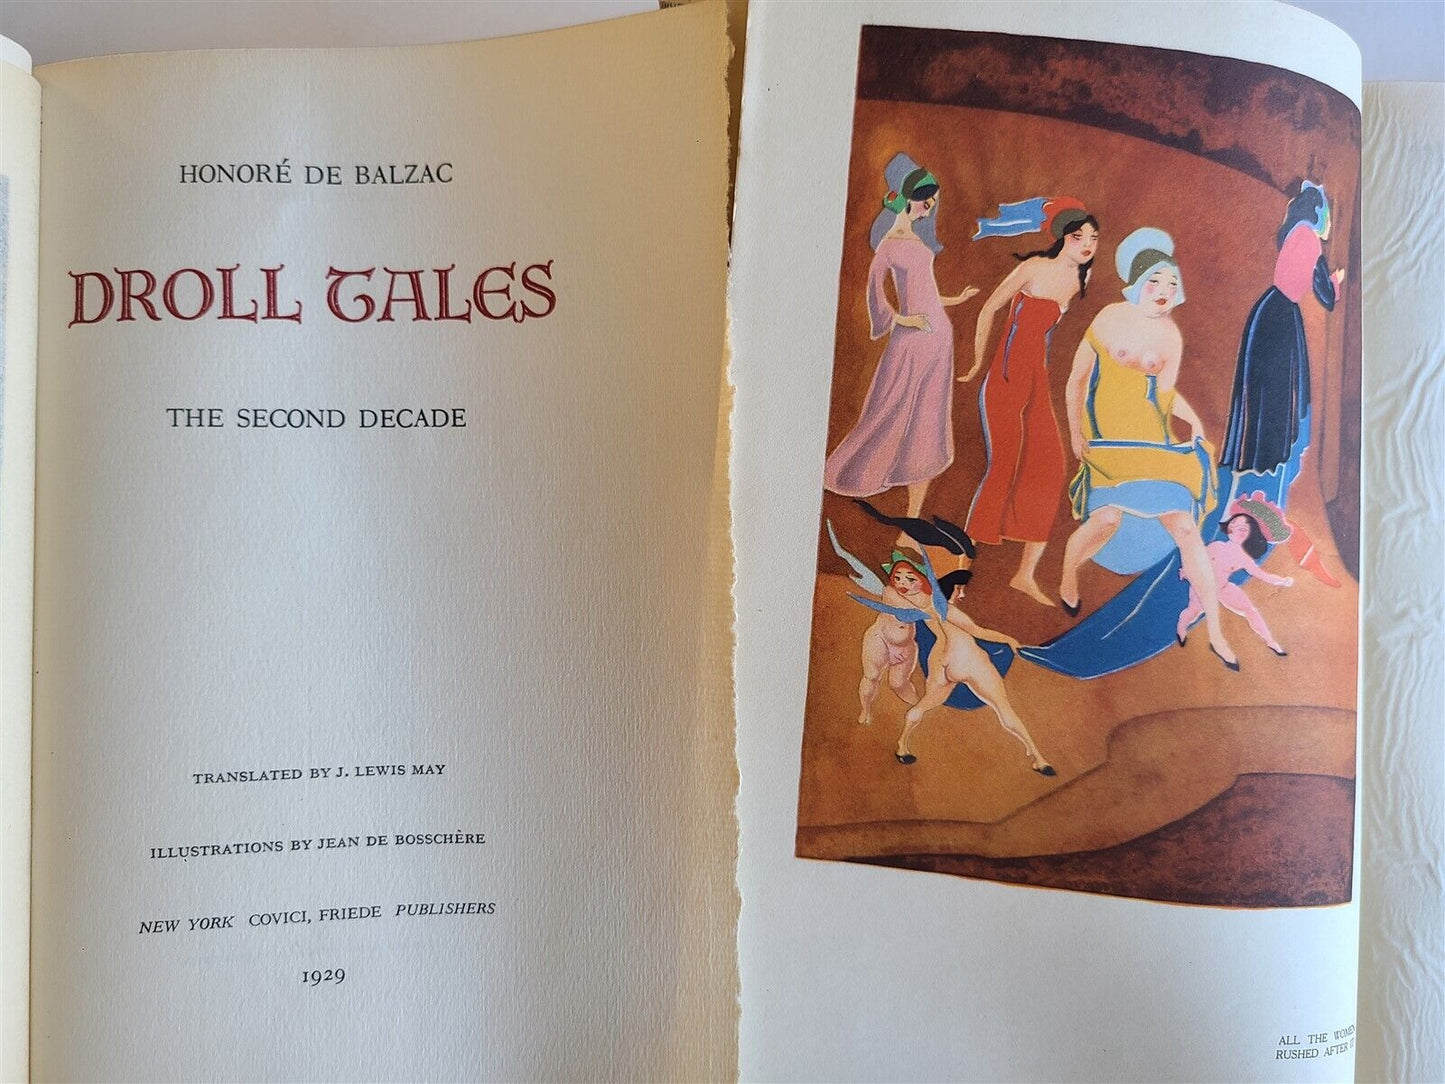 HONORÉ DE BALZAC
DROLL TALES
THE SECOND DECADE
TRANSLATED BY J. LEWIS MAY
ILLUSTRATIONS BY JEAN DE BOSSCHÈRE
NEW YORK COVICI, FRIEDE PUBLISHERS
1929
ALL THE WOMEN
RUSHED AFTER IT